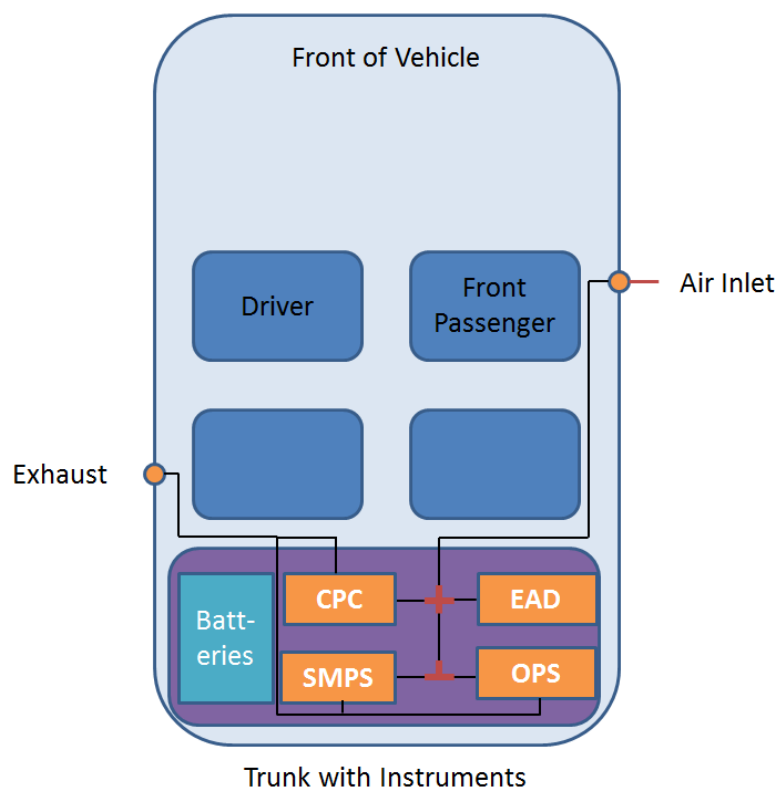 Front of Vehicle
Driver
Front
Passenger
Air Inlet
Exhaust
CPC
EAD
Batt-
eries
SMPS
OPS
Trunk with Instruments